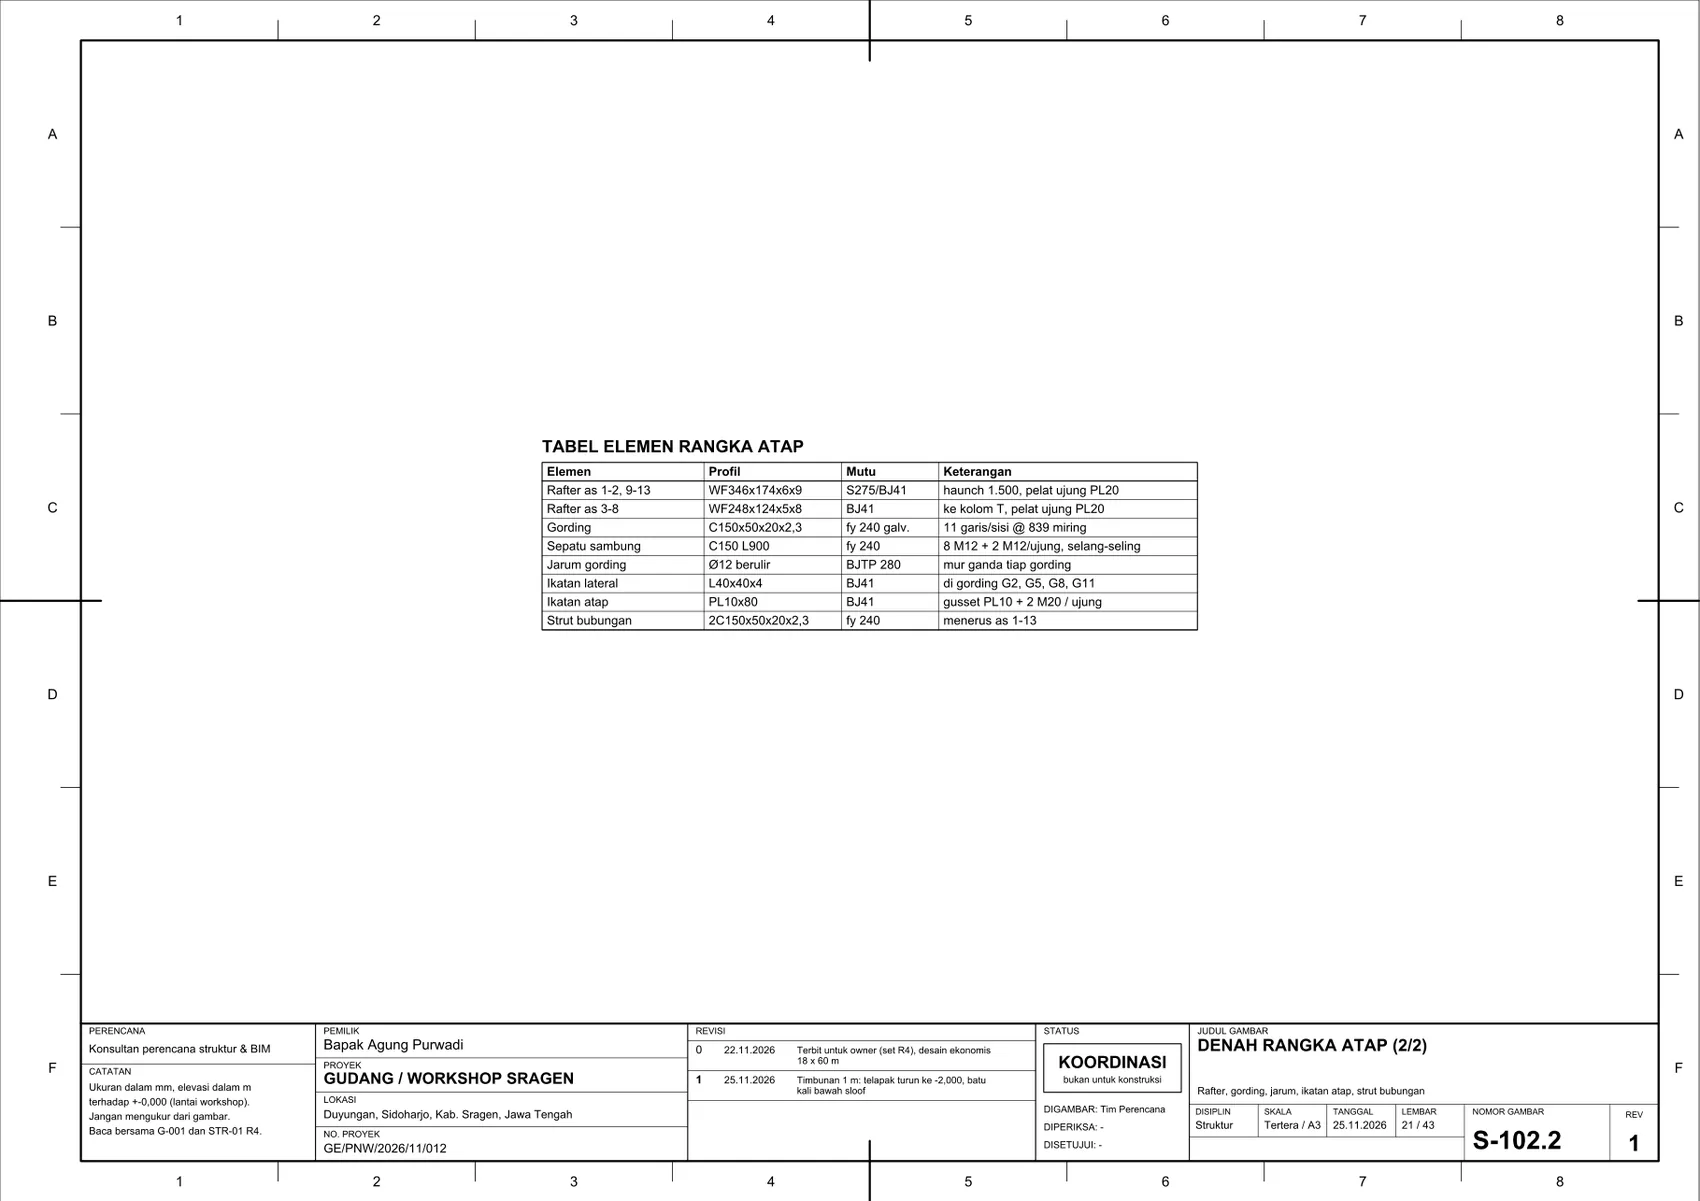 1 2 3 4 5 6 7 8
A A
B B
C C
D D
E E
F F
TABEL ELEMEN RANGKA ATAP
Elemen Profil Mutu Keterangan
Rafter as 1-2, 9-13 WF346x174x6x9 S275/BJ41 haunch 1.500, pelat ujung PL20
Rafter as 3-8 WF248x124x5x8 BJ41 ke kolom T, pelat ujung PL20
Gording C150x50x20x2,3 fy 240 galv. 11 garis/sisi @ 839 miring
Sepatu sambung C150 L900 fy 240 8 M12 + 2 M12/ujung, selang-seling
Jarum gording Ø12 berulir BJTP 280 mur ganda tiap gording
Ikatan lateral L40x40x4 BJ41 di gording G2, G5, G8, G11
Ikatan atap PL10x80 BJ41 gusset PL10 + 2 M20 / ujung
Strut bubungan 2C150x50x20x2,3 fy 240 menerus as 1-13
PERENCANA
Konsultan perencana struktur & BIM
CATATAN
Ukuran dalam mm, elevasi dalam m
terhadap +-0,000 (lantai workshop).
Jangan mengukur dari gambar.
Baca bersama G-001 dan STR-01 R4.
PEMILIK
Bapak Agung Purwadi
PROYEK
GUDANG / WORKSHOP SRAGEN
LOKASI
Duyungan, Sidoharjo, Kab. Sragen, Jawa Tengah
NO. PROYEK
GE/PNW/2026/11/012
REVISI
0 22.11.2026 Terbit untuk owner (set R4), desain ekonomis
18 x 60 m
1 25.11.2026 Timbunan 1 m: telapak turun ke -2,000, batu
kali bawah sloof
STATUS
KOORDINASI
bukan untuk konstruksi
DIGAMBAR: Tim Perencana
DIPERIKSA: -
DISETUJUI: -
JUDUL GAMBAR
DENAH RANGKA ATAP (2/2)
Rafter, gording, jarum, ikatan atap, strut bubungan
DISIPLIN SKALA TANGGAL LEMBAR NOMOR GAMBAR REV
Struktur Tertera / A3 25.11.2026 21 / 43
S-102.2 1
1 2 3 4 5 6 7 8